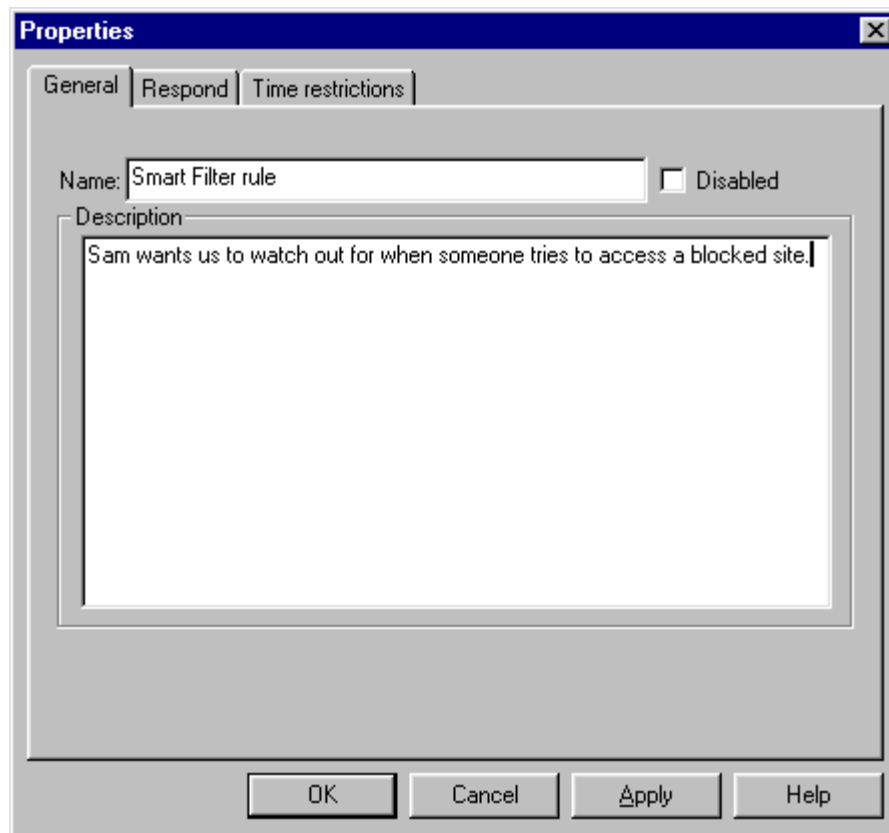 Properties
General Respond Time restrictions
Name: Smart Filter rule Disabled
Description
Sam wants us to watch out for when someone tries to access a blocked site.
OK Cancel Apply Help